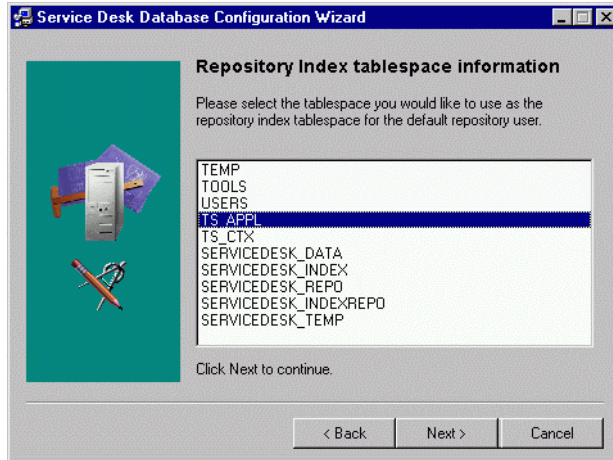 Service Desk Database Configuration Wizard
Repository Index tablespace information
Please select the tablespace you would like to use as the
repository index tablespace for the default repository user.
TEMP
TOOLS
USERS
TS_APPL
TS_CTX
SERVICEDESK_DATA
SERVICEDESK_INDEX
SERVICEDESK_REPO
SERVICEDESK_INDEXREPO
SERVICEDESK_TEMP
Click Next to continue.
< Back Next > Cancel